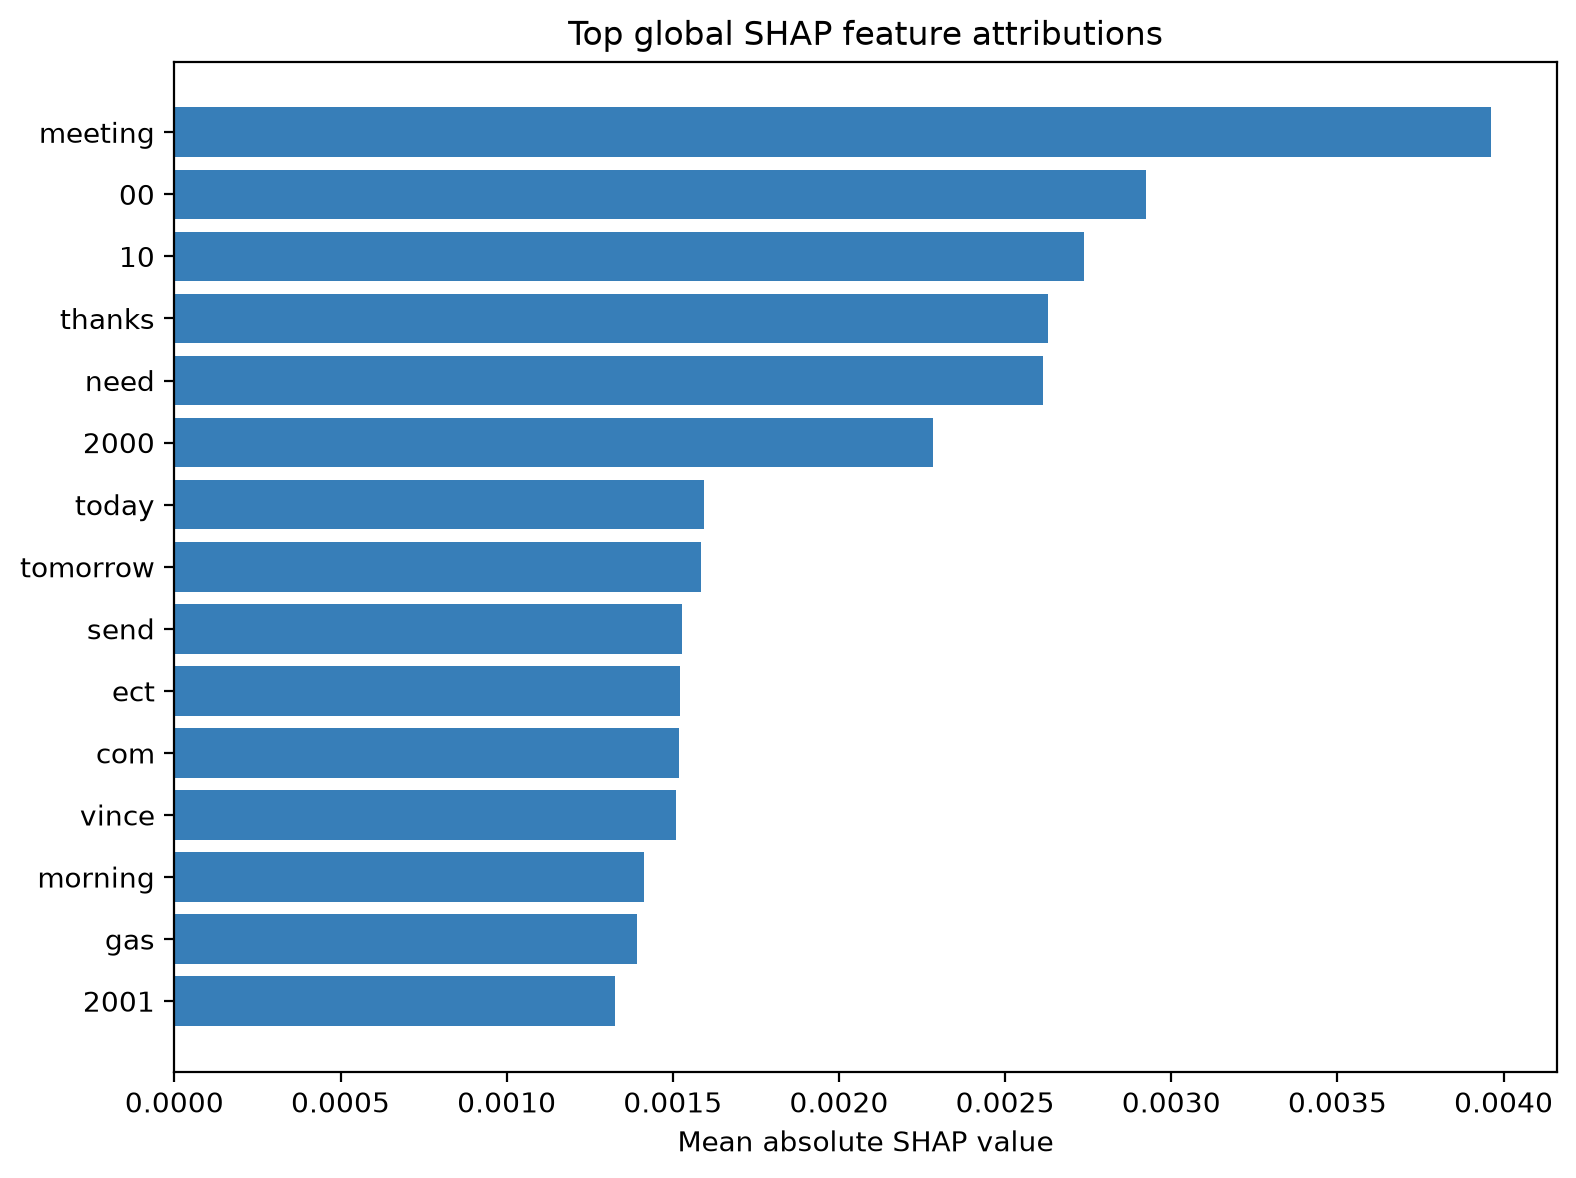 Top global SHAP feature attributions
meeting
00
10
thanks
need
2000
today
tomorrow
send
ect
com
vince
morning
gas
2001
0.0000 0.0005 0.0010 0.0015 0.0020 0.0025 0.0030 0.0035 0.0040
Mean absolute SHAP value